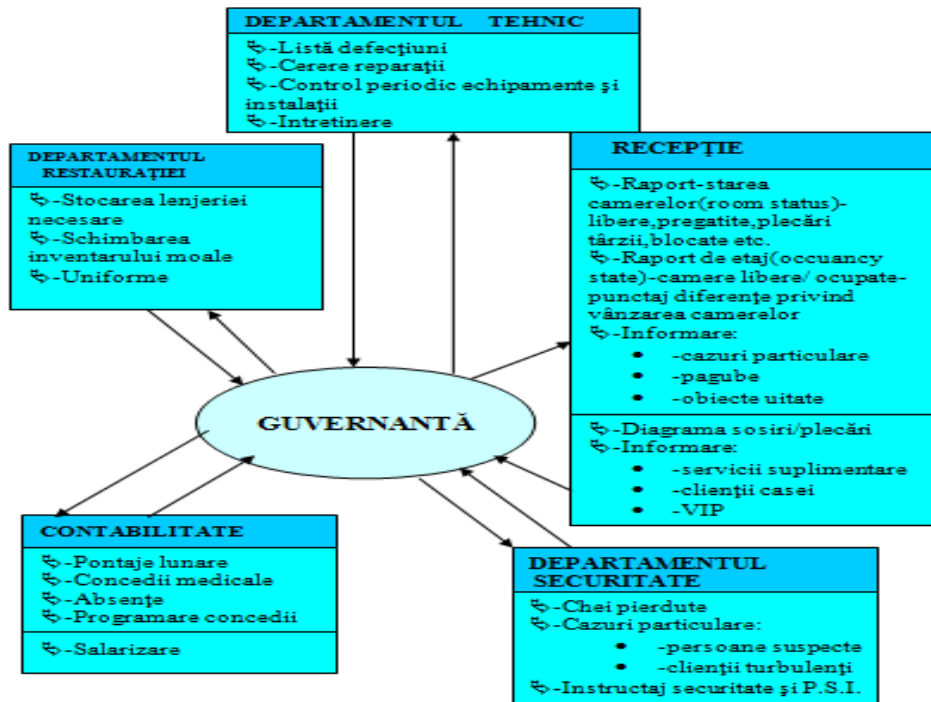 DEPARTAMENTUL TEHNIC
-Listă defecţiuni
-Cerere reparaţii
-Control periodic echipamente şi
instalaţii
-Intretinere
DEPARTAMENTUL
RESTAURAŢIEI
-Stocarea lenjeriei
necesare
-Schimbarea
inventarului moale
-Uniforme
RECEPŢIE
-Raport-starea
camerelor(room status)-
libere,pregatite,plecări
târzii,blocate etc.
-Raport de etaj(occuancy
state)-camere libere/ ocupate-
punctaj diferenţe privind
vânzarea camerelor
-Informare:
• -cazuri particulare
• -pagube
• -obiecte uitate
-Diagrama sosiri/plecări
-Informare:
• -servicii suplimentare
• -clienţii casei
• -VIP
GUVERNANTĂ
CONTABILITATE
-Pontaje lunare
-Concedii medicale
-Absenţe
-Programare concedii
-Salarizare
DEPARTAMENTUL
SECURITATE
-Chei pierdute
-Cazuri particulare:
• -persoane suspecte
• -clienţii turbulenţi
-Instructaj securitate şi P.S.I.